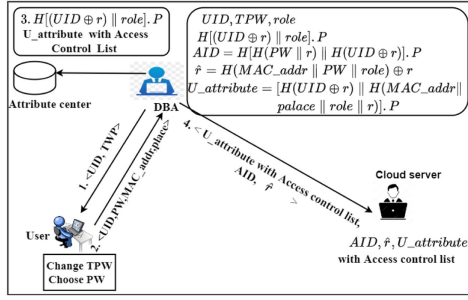 3. H[(UID ⊕ r) ∥ role]. P
U_attribute with Access
Control List
Attribute center
DBA
UID, TPW, role
H[(UID ⊕ r) ∥ role]. P
AID = H[H(PW ∥ r) ∥ H(UID ⊕ r)]. P
r̂ = H(MAC_addr ∥ PW ∥ role) ⊕ r
U_attribute = [H(UID ⊕ r) ∥ H(MAC_addr∥
palace ∥ role ∥ r)]. P
1. <UID, TWP>
2. <UID,PW,MAC_addr,place>
4. < U_attribute with Access control list,
AID, r̂ >
User
Change TPW
Choose PW
Cloud server
AID, r̂, U_attribute
with Access control list